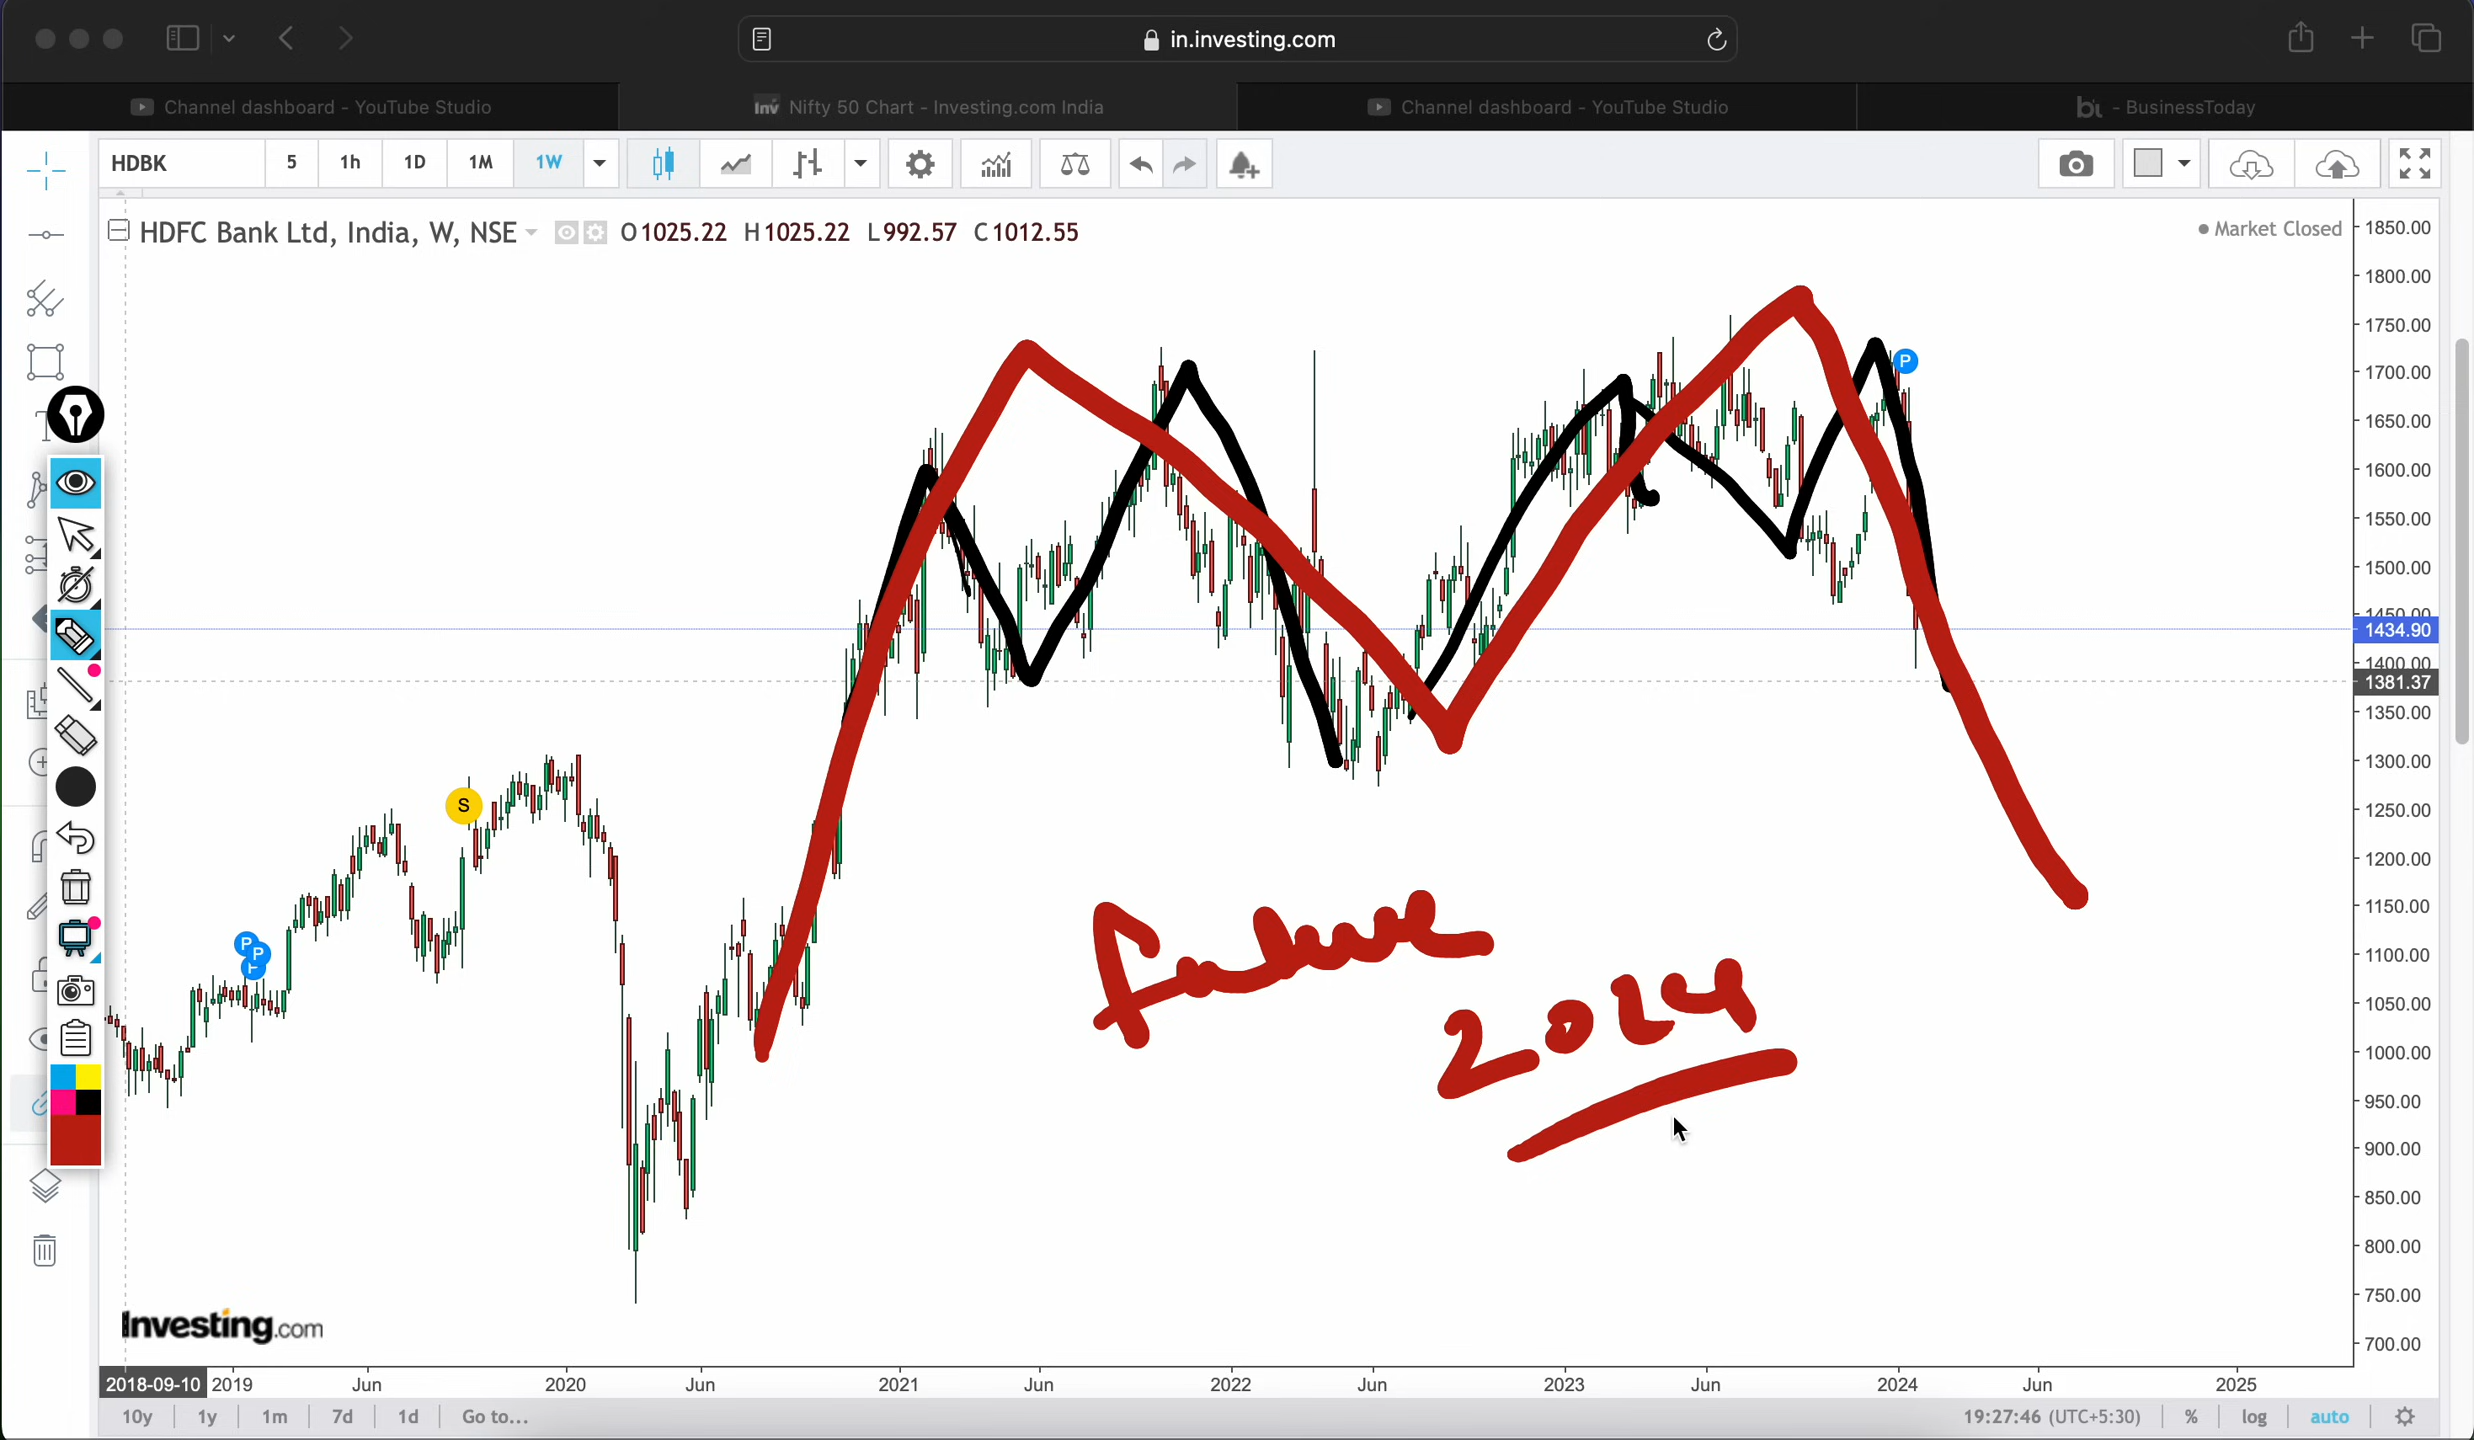 in.investing.com
Channel dashboard - YouTube Studio
Inv Nifty 50 Chart - Investing.com India
Channel dashboard - YouTube Studio
bt - BusinessToday
HDBK 5 1h 1D 1M 1W
HDFC Bank Ltd, India, W, NSE O1025.22 H1025.22 L992.57 C1012.55
Market Closed
1850.00
1800.00
1750.00
1700.00
1650.00
1600.00
1550.00
1500.00
1450.00
1434.90
1400.00
1381.37
1350.00
1300.00
1250.00
1200.00
1150.00
1100.00
1050.00
1000.00
950.00
900.00
850.00
800.00
750.00
700.00
P
S
P
P
2024
Investing.com
2018-09-10 2019 Jun 2020 Jun 2021 Jun 2022 Jun 2023 Jun 2024 Jun 2025
10y 1y 1m 7d 1d Go to... 19:27:46 (UTC+5:30) % log auto